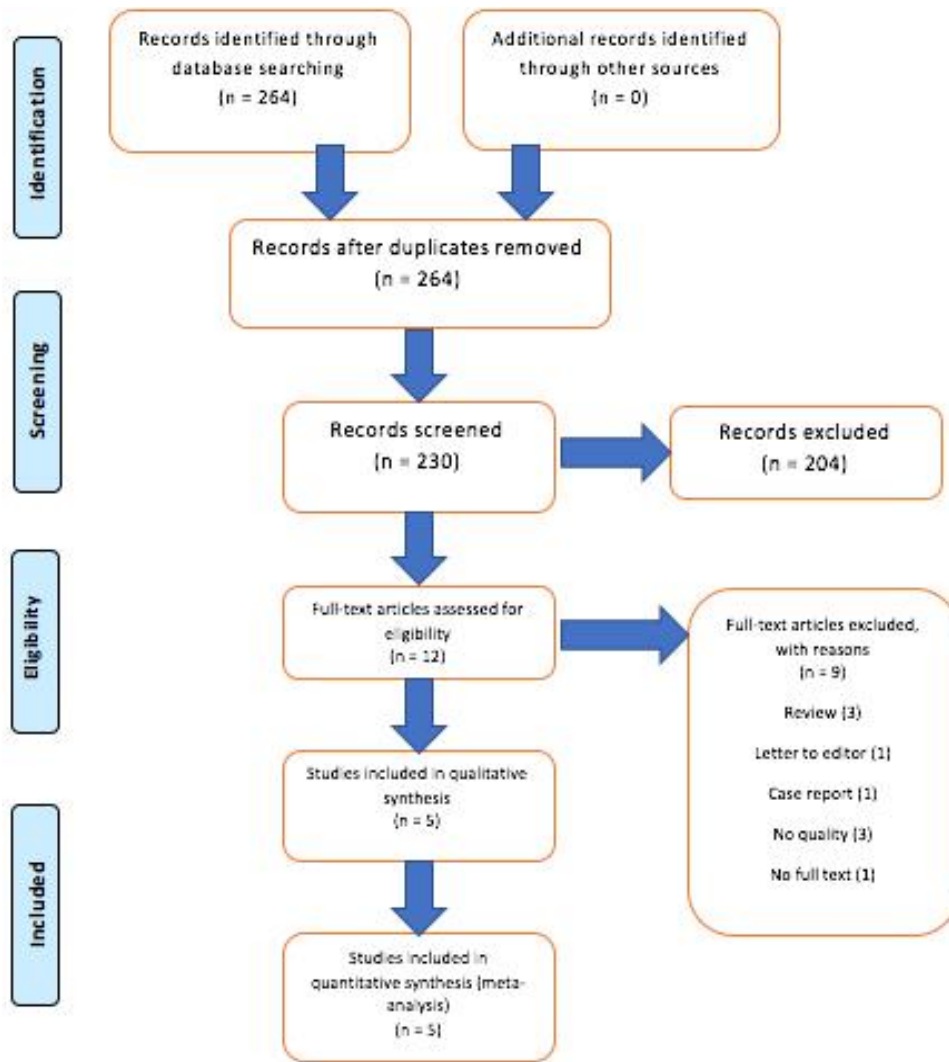 Identification
Records identified through
database searching
(n = 264)
Additional records identified
through other sources
(n = 0)
Records after duplicates removed
(n = 264)
Screening
Records screened
(n = 230)
Records excluded
(n = 204)
Eligibility
Full-text articles assessed for
eligibility
(n = 12)
Full-text articles excluded,
with reasons
(n = 9)
Review (3)
Letter to editor (1)
Case report (1)
No quality (3)
No full text (1)
Included
Studies included in qualitative
synthesis
(n = 5)
Studies included in
quantitative synthesis (meta-
analysis)
(n = 5)